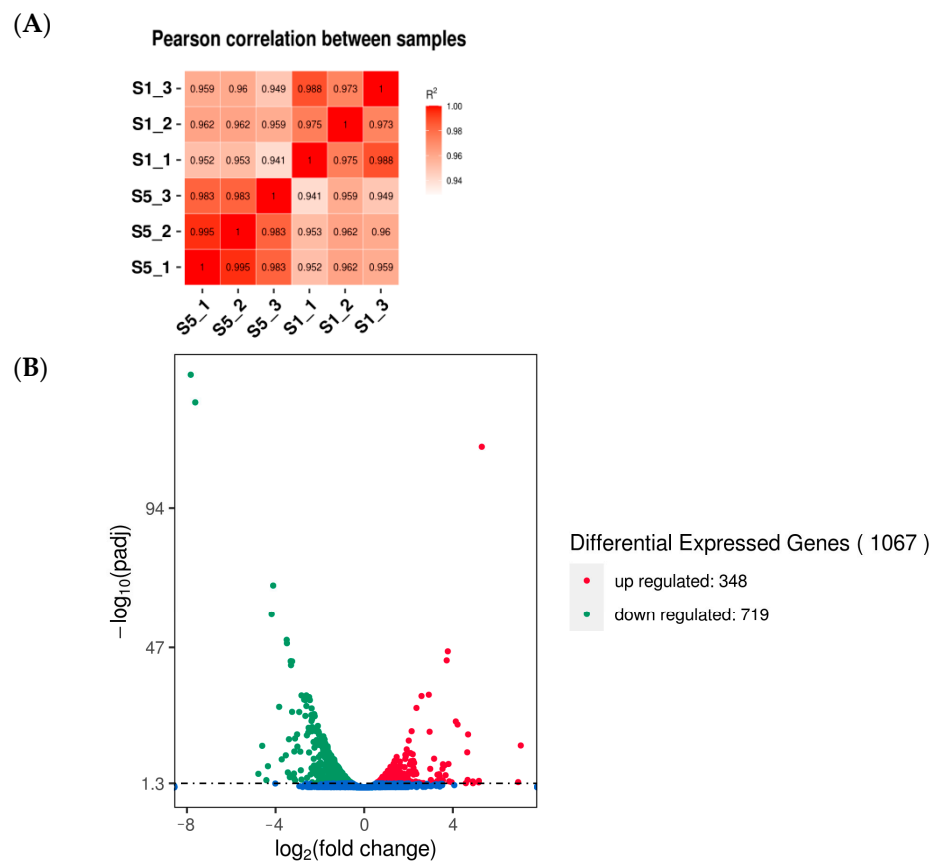 (A)
Pearson correlation between samples
S1_3 0.959 0.96 0.949 0.988 0.973 1
S1_2 0.962 0.962 0.959 0.975 1 0.973
S1_1 0.952 0.953 0.941 1 0.975 0.988
S5_3 0.983 0.983 1 0.941 0.959 0.949
S5_2 0.995 1 0.983 0.953 0.962 0.96
S5_1 1 0.995 0.983 0.952 0.962 0.959
S5_1 S5_2 S5_3 S1_1 S1_2 S1_3
R²
1.00
0.98
0.96
0.94
(B)
−log₁₀(padj)
94
47
1.3
−8 −4 0 4
log₂(fold change)
Differential Expressed Genes ( 1067 )
up regulated: 348
down regulated: 719